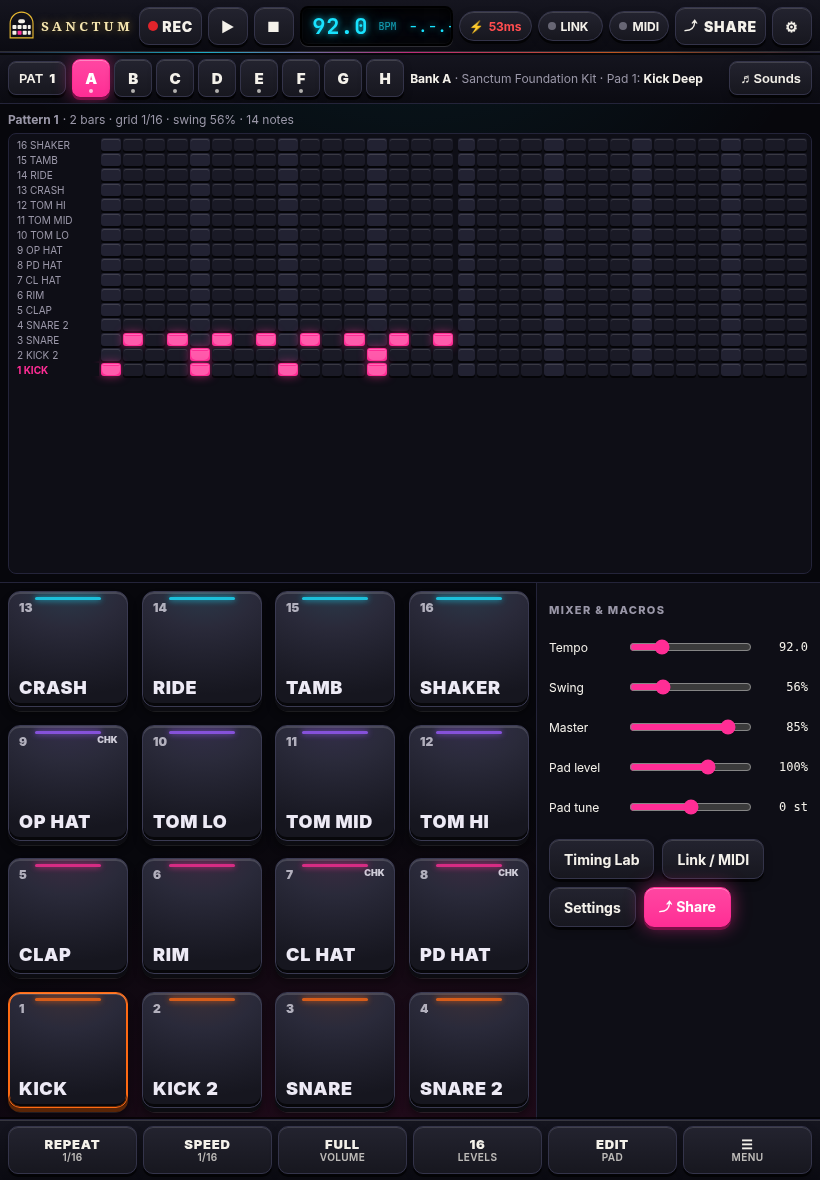 SANCTUM
REC
92.0 BPM -.-.-
⚡ 53ms
LINK
MIDI
SHARE
PAT 1
A B C D E F G H
Bank A · Sanctum Foundation Kit · Pad 1: Kick Deep
♬ Sounds
Pattern 1 · 2 bars · grid 1/16 · swing 56% · 14 notes
16 SHAKER
15 TAMB
14 RIDE
13 CRASH
12 TOM HI
11 TOM MID
10 TOM LO
9 OP HAT
8 PD HAT
7 CL HAT
6 RIM
5 CLAP
4 SNARE 2
3 SNARE
2 KICK 2
1 KICK
13 CRASH
14 RIDE
15 TAMB
16 SHAKER
9 CHK OP HAT
10 TOM LO
11 TOM MID
12 TOM HI
5 CLAP
6 RIM
7 CHK CL HAT
8 CHK PD HAT
1 KICK
2 KICK 2
3 SNARE
4 SNARE 2
MIXER & MACROS
Tempo 92.0
Swing 56%
Master 85%
Pad level 100%
Pad tune 0 st
Timing Lab
Link / MIDI
Settings
Share
REPEAT
1/16
SPEED
1/16
FULL
VOLUME
16
LEVELS
EDIT
PAD
☰
MENU